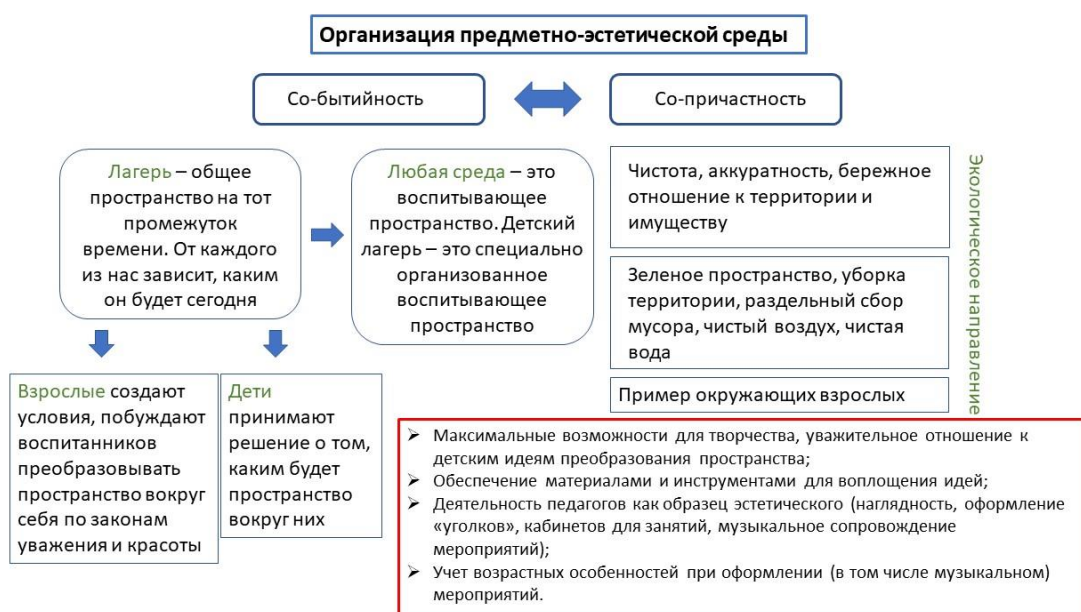 Организация предметно-эстетической среды
Со-бытийность
Со-причастность
Лагерь – общее
пространство на тот
промежуток
времени. От каждого
из нас зависит, каким
он будет сегодня
Любая среда – это
воспитывающее
пространство. Детский
лагерь – это специально
организованное
воспитывающее
пространство
Чистота, аккуратность, бережное
отношение к территории и
имуществу
Зеленое пространство, уборка
территории, раздельный сбор
мусора, чистый воздух, чистая
вода
Пример окружающих взрослых
Экологическое направление
Взрослые создают
условия, побуждают
воспитанников
преобразовывать
пространство вокруг
себя по законам
уважения и красоты
Дети
принимают
решение о том,
каким будет
пространство
вокруг них
➢ Максимальные возможности для творчества, уважительное отношение к
детским идеям преобразования пространства;
➢ Обеспечение материалами и инструментами для воплощения идей;
➢ Деятельность педагогов как образец эстетического (наглядность, оформление
«уголков», кабинетов для занятий, музыкальное сопровождение
мероприятий);
➢ Учет возрастных особенностей при оформлении (в том числе музыкальном)
мероприятий.